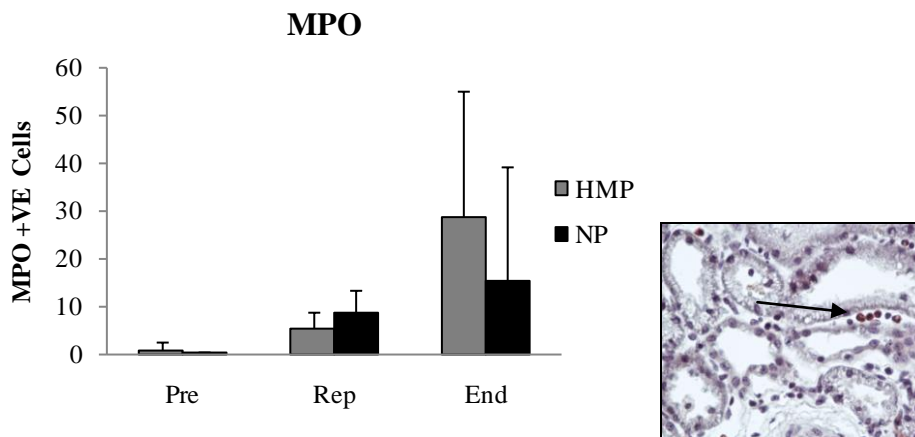 MPO
60
50
40
30
20
10
0
MPO +VE Cells
Pre
Rep
End
HMP
NP